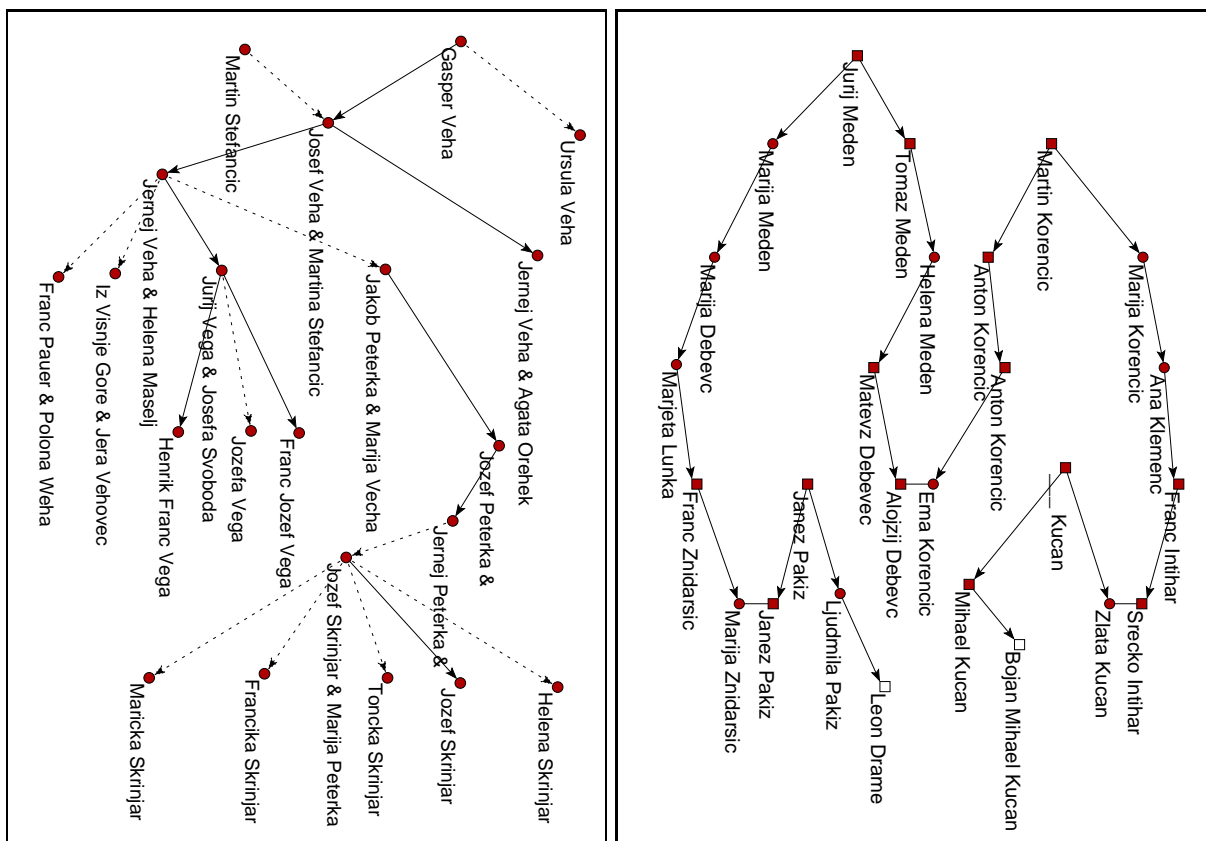 Gasper Veha
Martin Stefancic
Ursula Veha
Josef Veha & Martina Stefancic
Jernej Veha & Helena Maselj
Jernej Veha & Agata Orehek
Franc Pauer & Polona Weha
Iz Visnje Gore & Jera Vehovec
Jurij Vega & Josefa Svoboda
Jakob Peterka & Marija Vecha
Henrik Franc Vega
Jozefa Vega
Franc Jozef Vega
Jozef Peterka &
Jernej Peterka &
Jozef Skrinjar & Marija Peterka
Maricka Skrinjar
Francika Skrinjar
Toncka Skrinjar
Jozef Skrinjar
Helena Skrinjar
Jurij Meden
Marija Meden
Tomaz Meden
Martin Korencic
Marija Debevc
Helena Meden
Anton Korencic
Marija Korencic
Marjeta Lunka
Matevz Debevec
Anton Korencic
Ana Klemenc
___ Kucan
Franc Znidarsic
Janez Pakiz
Alojzij Debevc
Ema Korencic
Franc Intihar
Mihael Kucan
Ljudmila Pakiz
Marija Znidarsic
Janez Pakiz
Zlata Kucan
Srecko Intihar
Bojan Mihael Kucan
Leon Drame